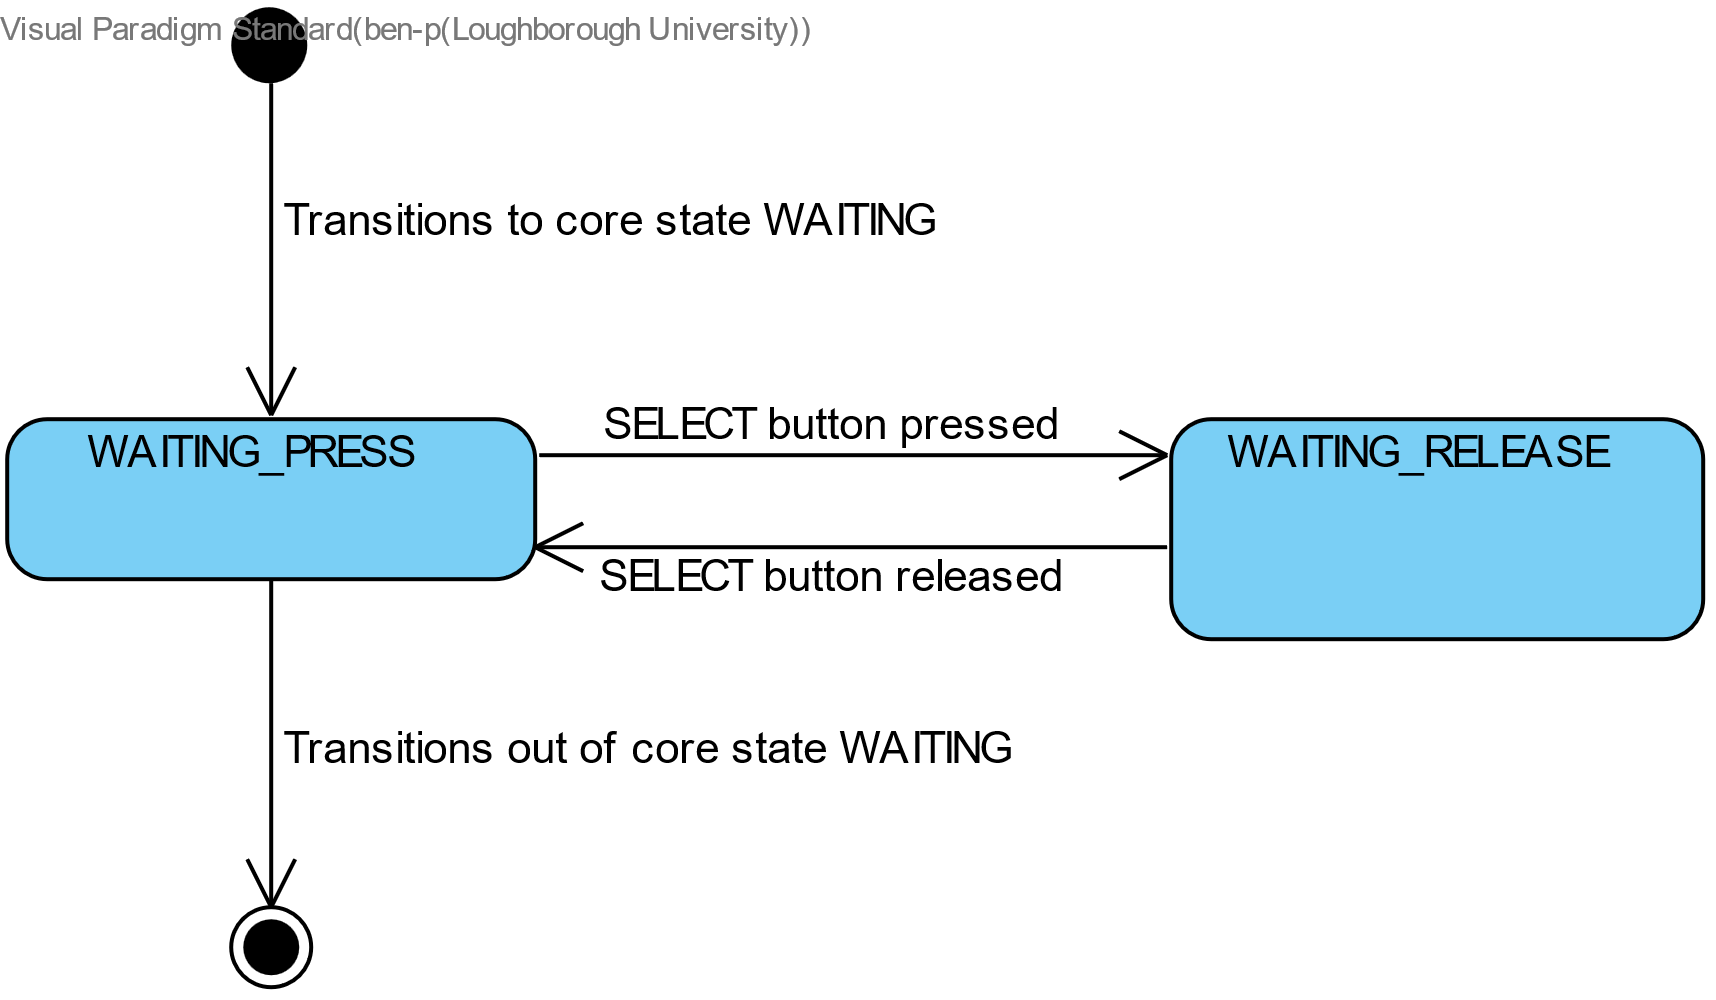 Visual Paradigm Standard(ben-p(Loughborough University))
Transitions to core state WAITING
SELECT button pressed
WAITING_PRESS
WAITING_RELEASE
SELECT button released
Transitions out of core state WAITING